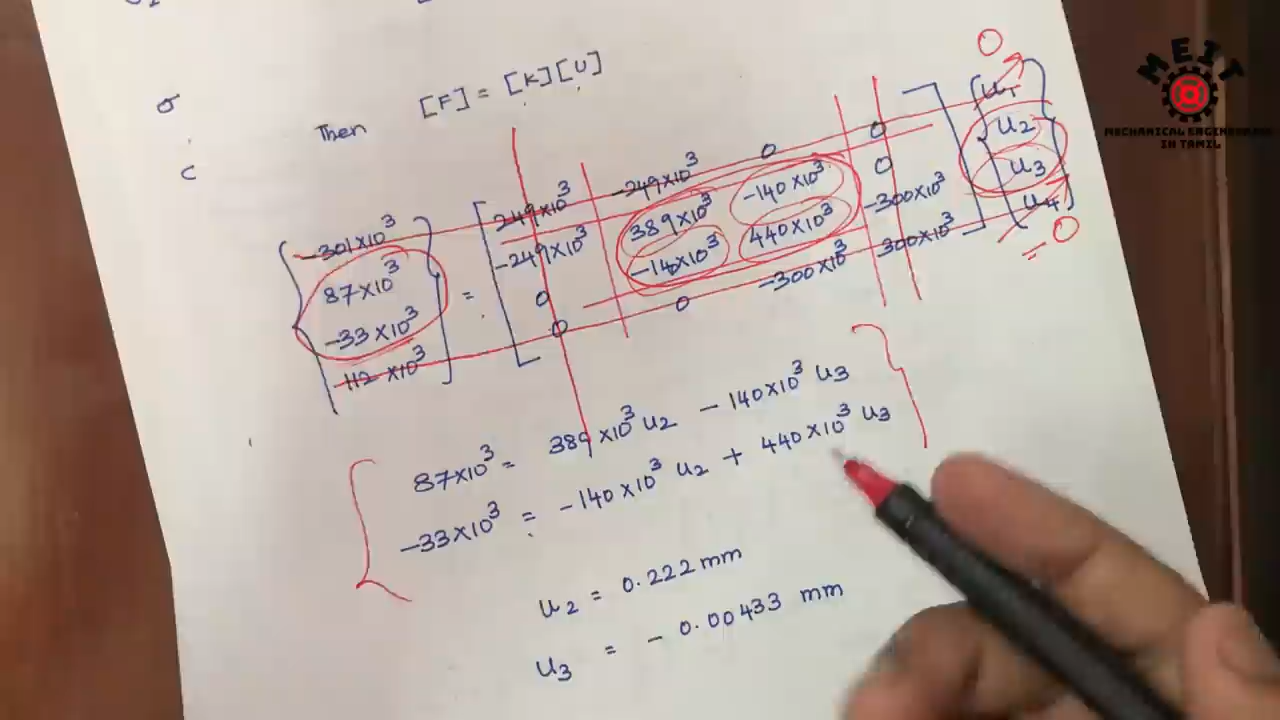 σ
C
Then [F] = [K][U]
{-301×10³ = [249×10³ -249×10³ 0 0] {u₁ 0
87×10³ -249×10³ 389×10³ -140×10³ 0 u₂
-33×10³ 0 -140×10³ 440×10³ -300×10³ u₃
112×10³} 0 0 -300×10³ 300×10³ u₄} = 0
87×10³ = 389×10³ u₂ - 140×10³ u₃
-33×10³ = -140×10³ u₂ + 440×10³ u₃
u₂ = 0.222 mm
u₃ = - 0.00433 mm
MEIT
MECHANICAL ENGINEERING
IN TAMIL